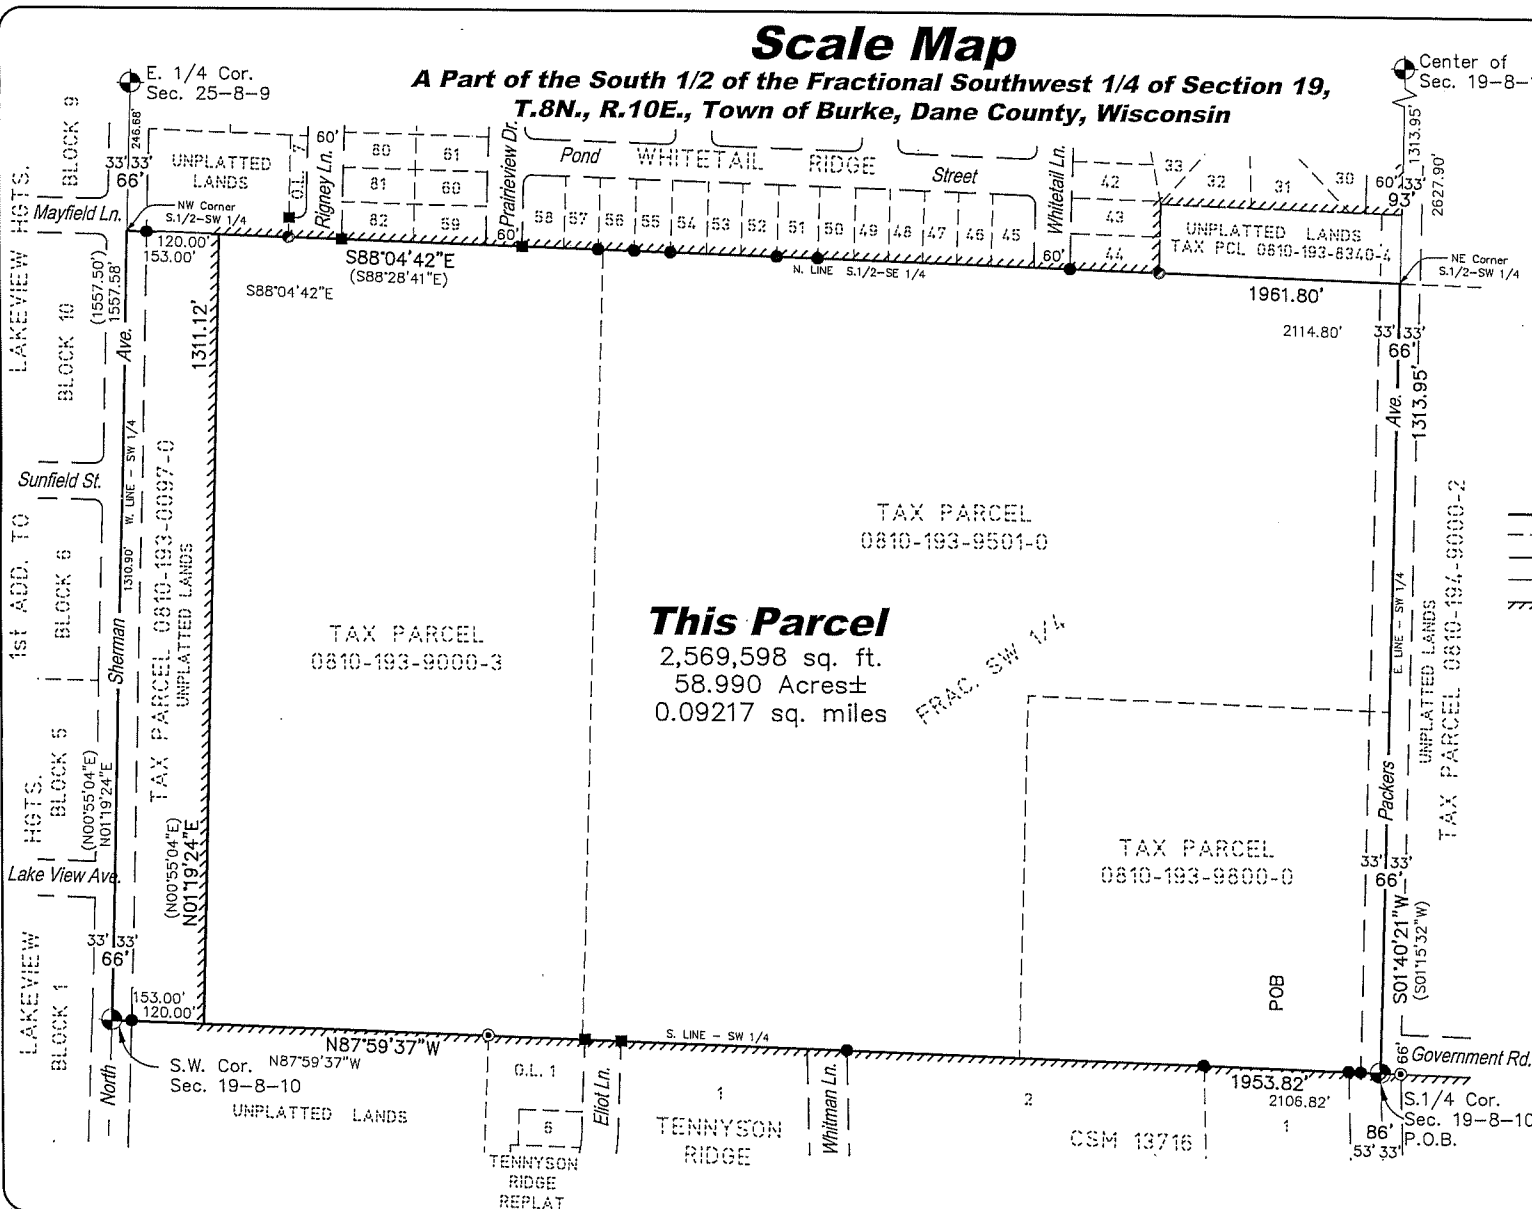 Scale Map
A Part of the South 1/2 of the Fractional Southwest 1/4 of Section 19,
T.8N., R.10E., Town of Burke, Dane County, Wisconsin
E. 1/4 Cor.
Sec. 25-8-9
Center of
Sec. 19-8-
BLOCK 9
246.68'
33' 33'
66'
UNPLATTED
LANDS
O.L. 7
60'
Rigney Ln.
80
61
81
60
82
59
Prairieview Dr.
60'
Pond
WHITETAIL RIDGE
Street
58
57
56
55
54
53
52
51
50
49
48
47
46
45
Whitetail Ln.
60'
42
43
44
33
32
31
30
60'
33'
93'
1313.95'
2627.90'
UNPLATTED LANDS
TAX PCL 0810-193-8340-4
NE Corner
S.1/2-SW 1/4
LAKEVIEW HGTS.
Mayfield Ln.
NW Corner
S.1/2-SW 1/4
120.00'
153.00'
S88°04'42"E
S88°04'42"E
(S88°28'41"E)
N. LINE S.1/2-SE 1/4
1961.80'
2114.80'
33' 33'
66'
(1557.50')
1557.58'
BLOCK 10
Ave.
1311.12'
Ave.
1313.95'
W. LINE - SW 1/4
1310.90'
Sunfield St.
1st ADD. TO
BLOCK 6
Sherman
TAX PARCEL 0810-193-0097-0
UNPLATTED LANDS
TAX PARCEL
0810-193-9501-0
This Parcel
2,569,598 sq. ft.
58.990 Acres±
0.09217 sq. miles
FRAC. SW 1/4
TAX PARCEL
0810-193-9000-3
E. LINE - SW 1/4
UNPLATTED LANDS
TAX PARCEL 0810-194-9000-2
HGTS.
BLOCK 5
(N00°55'04"E)
N01°19'24"E
(N00°55'04"E)
N01°19'24"E
Packers
TAX PARCEL
0810-193-9800-0
33' 33'
66'
Lake View Ave.
S01°40'21"W
(S01°15'32"W)
LAKEVIEW
BLOCK 1
33' 33'
66'
153.00'
120.00'
POB
North
S.W. Cor.
Sec. 19-8-10
N87°59'37"W
N87°59'37"W
S. LINE - SW 1/4
UNPLATTED LANDS
O.L. 1
6
TENNYSON
RIDGE
REPLAT
Eliot Ln.
1
TENNYSON
RIDGE
Whitman Ln.
2
CSM 13716
1953.82'
2106.82'
1
86'
53' 33'
66'
Government Rd.
S.1/4 Cor.
Sec. 19-8-10
P.O.B.